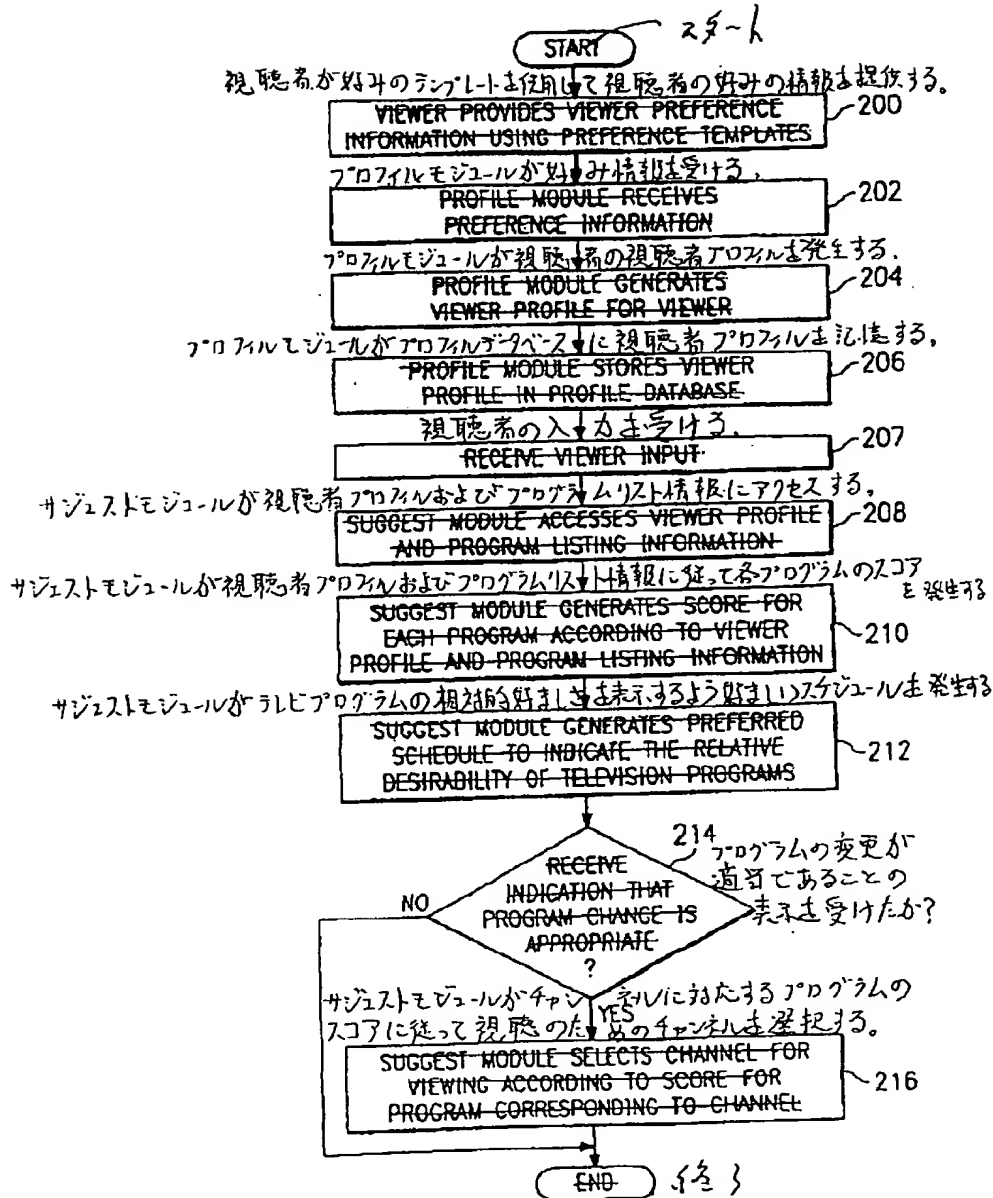 START スタート
視聴者が好みのテンプレートを使用して視聴者の好みの情報を提供する。
VIEWER PROVIDES VIEWER PREFERENCE
INFORMATION USING PREFERENCE TEMPLATES
200
プロフィルモジュールが好み情報を受ける.
PROFILE MODULE RECEIVES
PREFERENCE INFORMATION
202
プロフィルモジュールが視聴者の視聴者プロフィルを発生する.
PROFILE MODULE GENERATES
VIEWER PROFILE FOR VIEWER
204
プロフィルモジュールがプロフィルデータベースに視聴者プロフィルを記憶する。
PROFILE MODULE STORES VIEWER
PROFILE IN PROFILE DATABASE
206
視聴者の入力を受ける.
RECEIVE VIEWER INPUT
207
サジェストモジュールが視聴者プロフィルおよびプログラムリスト情報にアクセスする。
SUGGEST MODULE ACCESSES VIEWER PROFILE
AND PROGRAM LISTING INFORMATION
208
サジェストモジュールが視聴者プロフィルおよびプログラムリスト情報に従って各プログラムのスコア
を発生する
SUGGEST MODULE GENERATES SCORE FOR
EACH PROGRAM ACCORDING TO VIEWER
PROFILE AND PROGRAM LISTING INFORMATION
210
サジェストモジュールがテレビプログラムの相対的好ましさを表示するよう好ましいスケジュールを発生する
SUGGEST MODULE GENERATES PREFERRED
SCHEDULE TO INDICATE THE RELATIVE
DESIRABILITY OF TELEVISION PROGRAMS
212
214
プログラムの変更が
適当であることの
表示を受けたか?
RECEIVE
INDICATION THAT
PROGRAM CHANGE IS
APPROPRIATE
?
NO
サジェストモジュールがチャンネルに対応するプログラムの
YES
スコアに従って視聴のためのチャンネルを選択する。
SUGGEST MODULE SELECTS CHANNEL FOR
VIEWING ACCORDING TO SCORE FOR
PROGRAM CORRESPONDING TO CHANNEL
216
END 終了